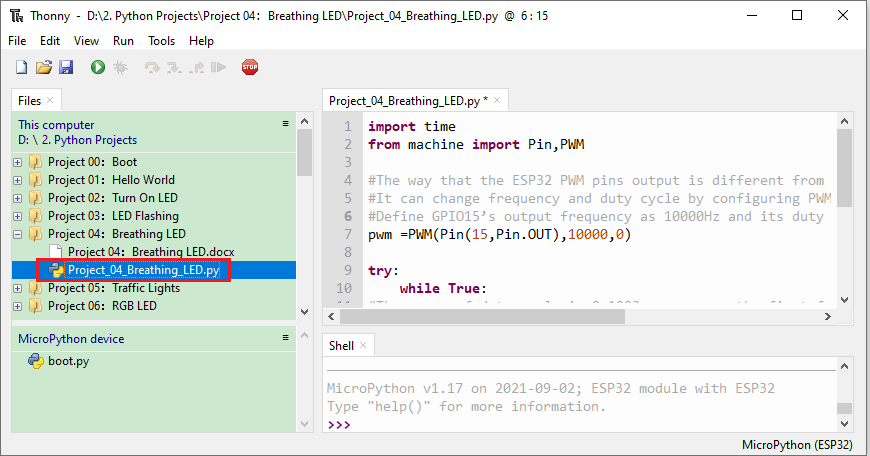 Thonny - D:\2. Python Projects\Project 04：Breathing LED\Project_04_Breathing_LED.py @ 6 : 15
File Edit View Run Tools Help
STOP
Files
This computer
D: \ 2. Python Projects
Project 00：Boot
Project 01：Hello World
Project 02：Turn On LED
Project 03：LED Flashing
Project 04：Breathing LED
Project 04：Breathing LED.docx
Project_04_Breathing_LED.py
Project 05：Traffic Lights
Project 06：RGB LED
MicroPython device
boot.py
Project_04_Breathing_LED.py *
1 import time
2 from machine import Pin,PWM
3
4 #The way that the ESP32 PWM pins output is different from
5 #It can change frequency and duty cycle by configuring PWM
6 #Define GPIO15’s output frequency as 10000Hz and its duty
7 pwm =PWM(Pin(15,Pin.OUT),10000,0)
8
9 try:
10 while True:
Shell
MicroPython v1.17 on 2021-09-02; ESP32 module with ESP32
Type "help()" for more information.
>>>
MicroPython (ESP32)